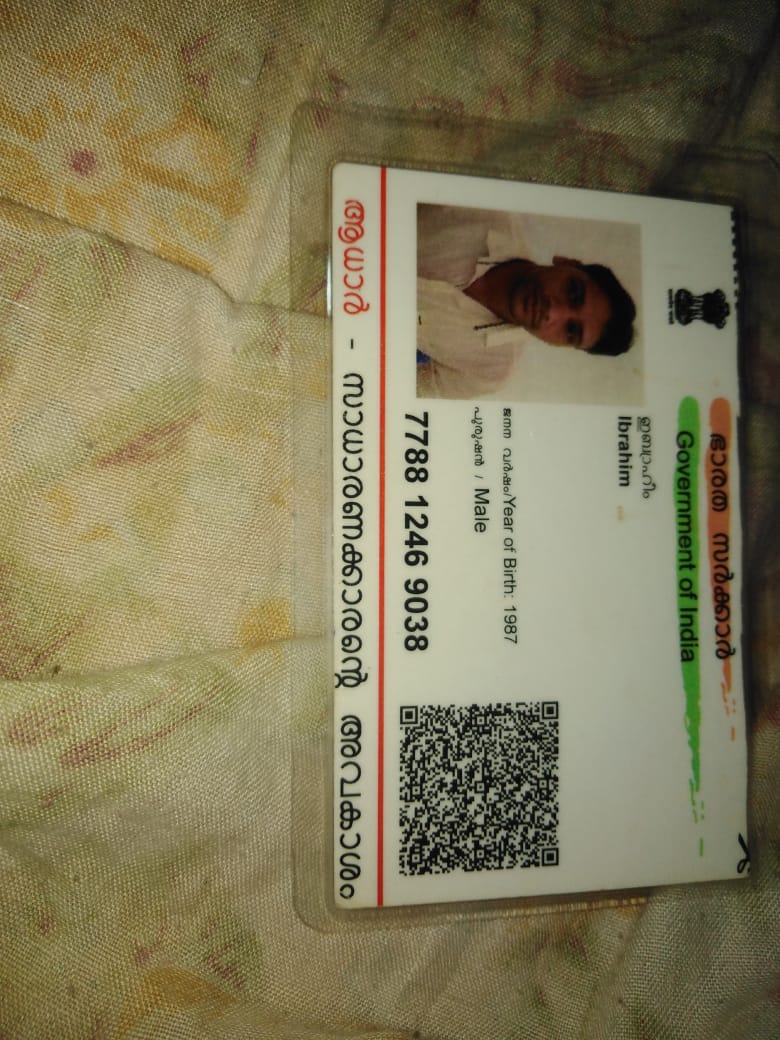 ഭാരത സർക്കാർ
Government of India
ഇബ്രാഹീം
Ibrahim
ജനന വർഷം/Year of Birth: 1987
പുരുഷൻ / Male
7788 1246 9038
ആധാർ - സാധാരണക്കാരന്റെ അവകാശം